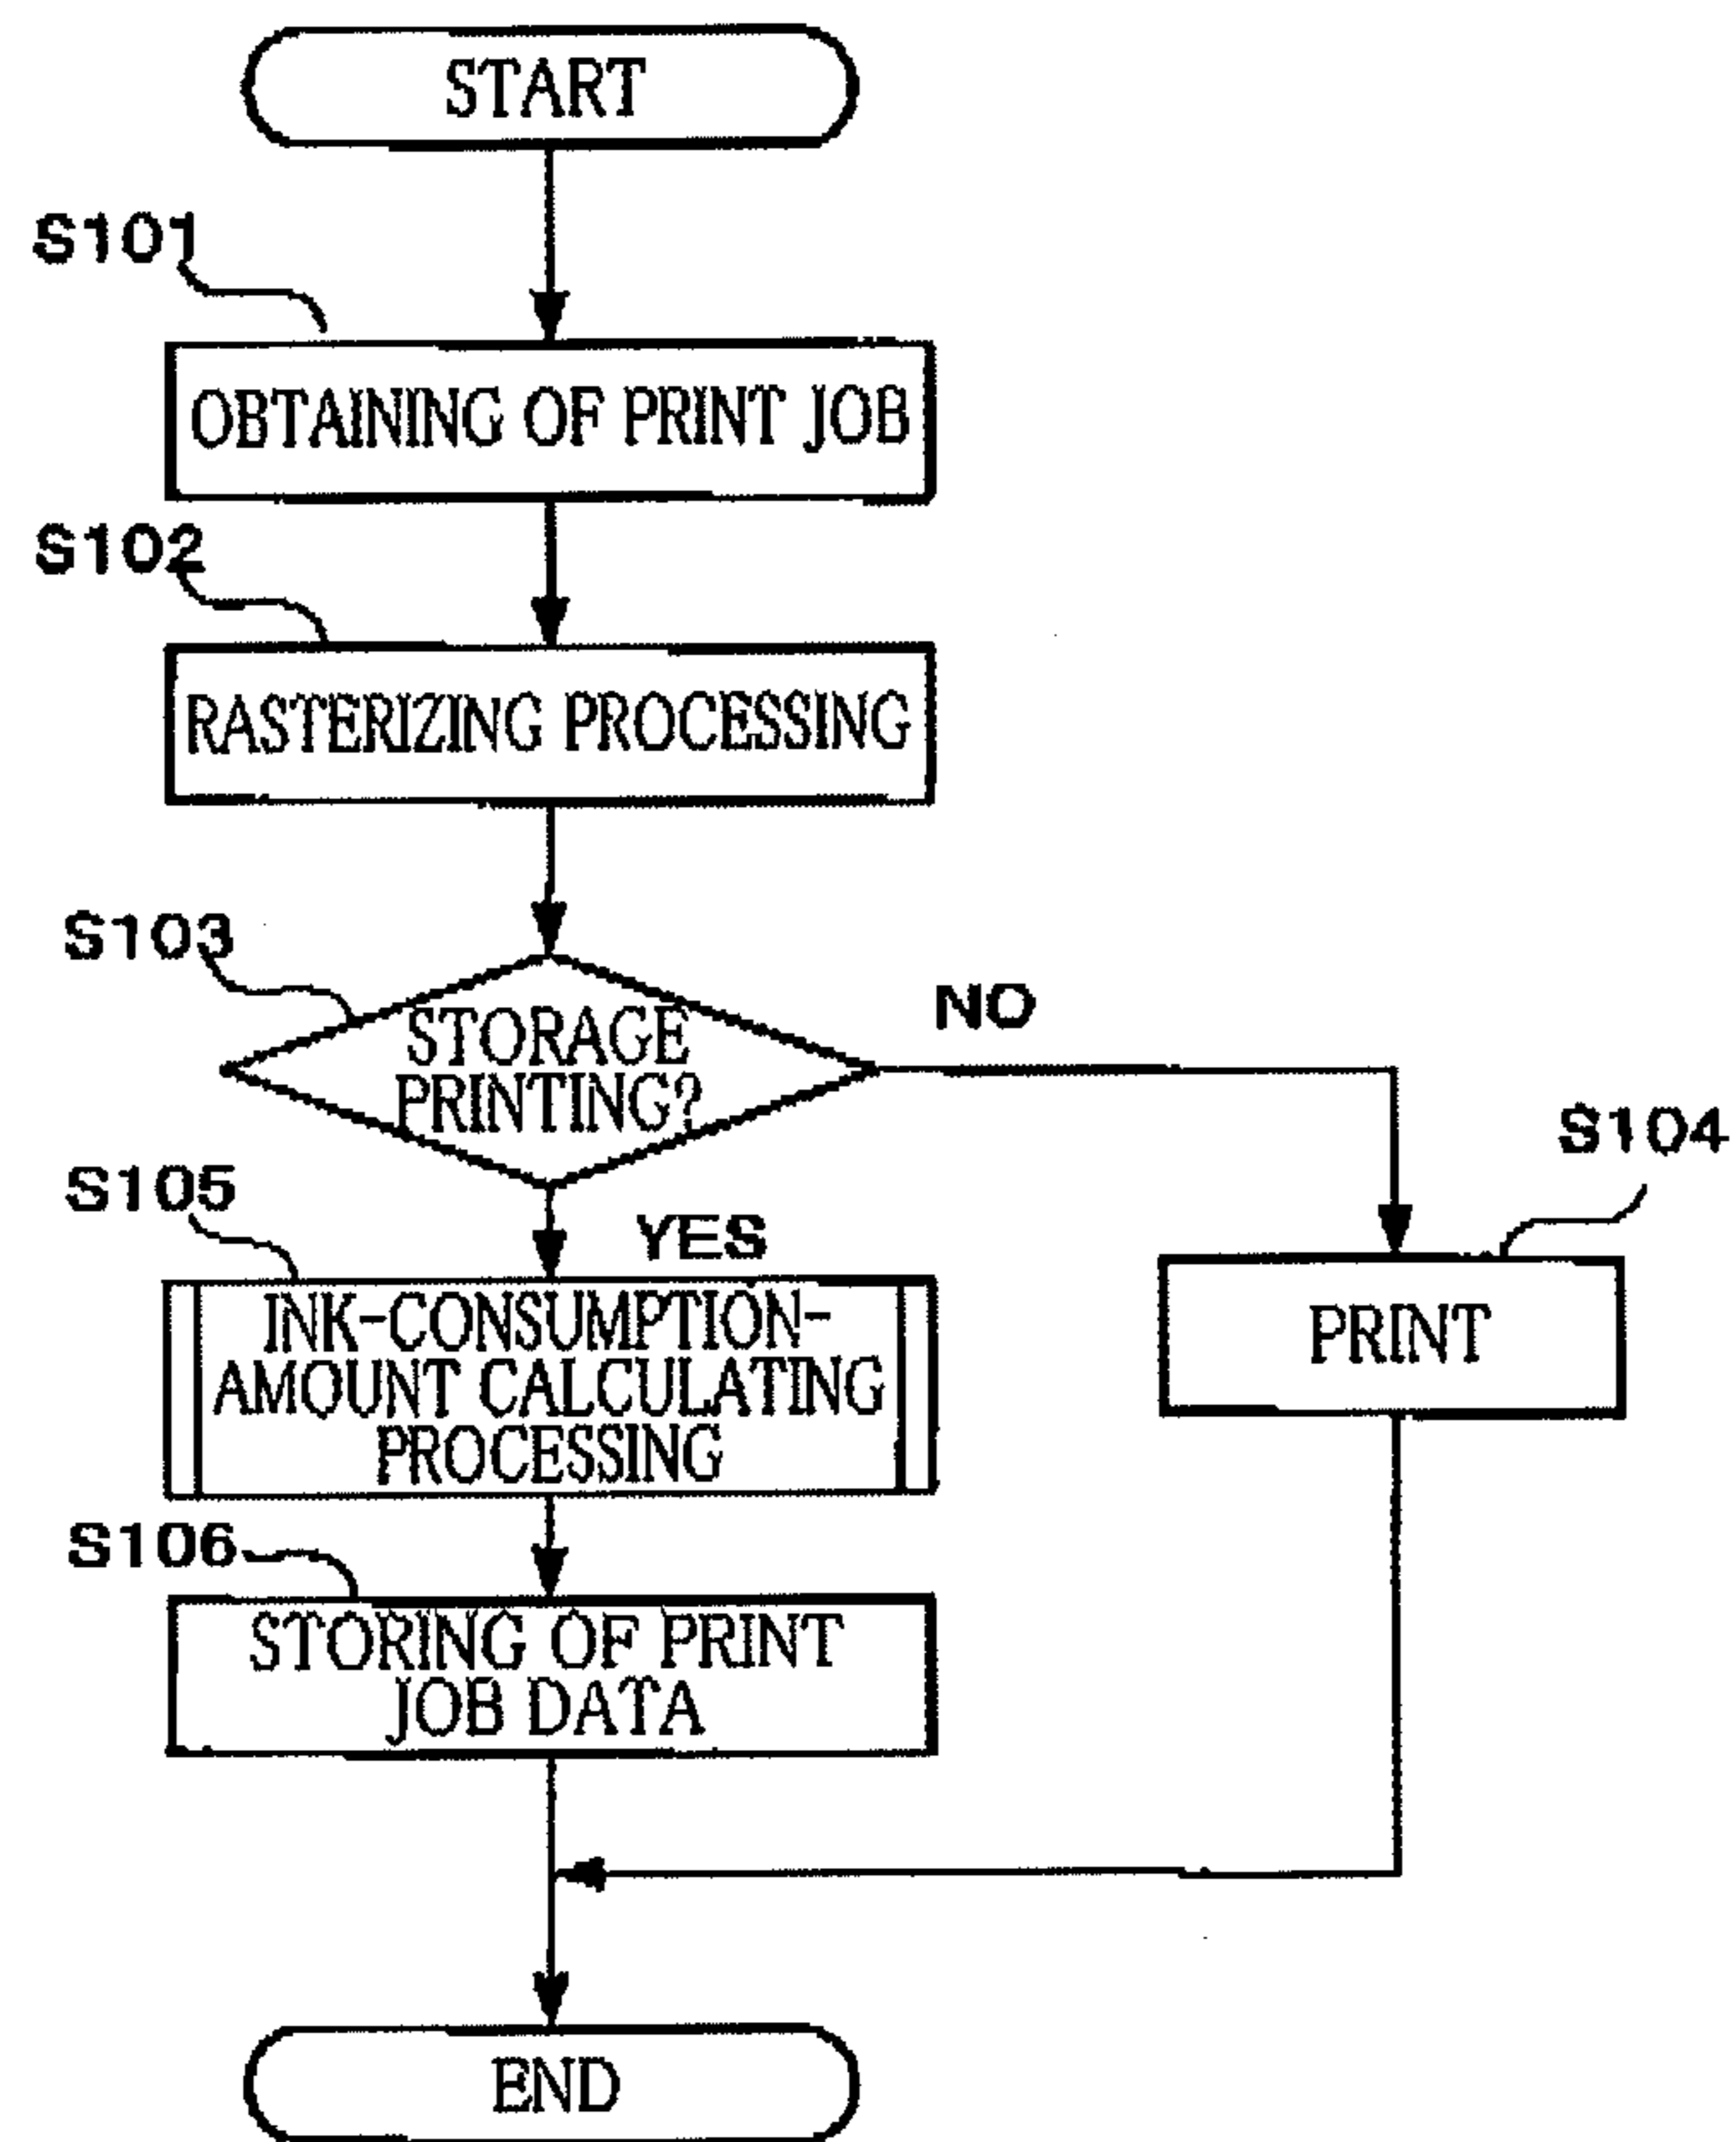 START
S101
OBTAINING OF PRINT JOB
S102
RASTERIZING PROCESSING
S103
STORAGE
PRINTING?
NO
S104
PRINT
YES
S105
INK-CONSUMPTION-
AMOUNT CALCULATING
PROCESSING
S106
STORING OF PRINT
JOB DATA
END